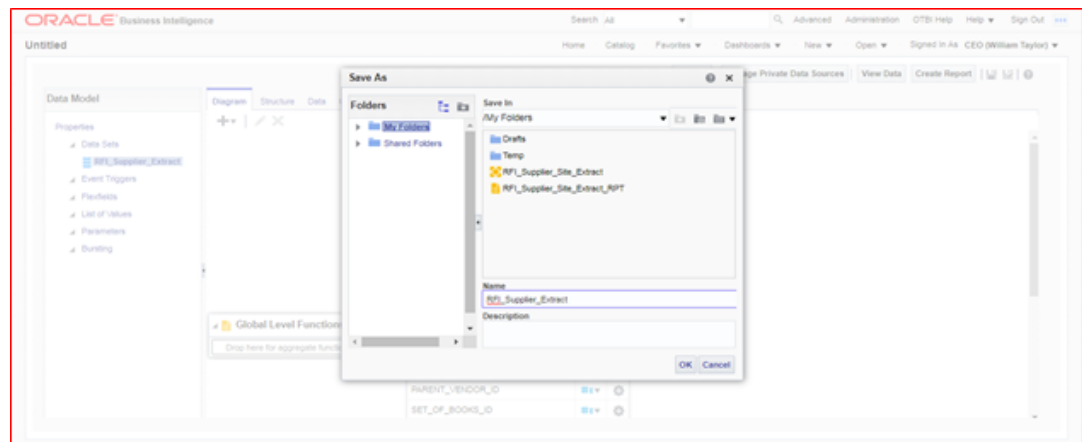 ORACLE Business Intelligence
Search All
Advanced Administration OTBI Help Help Sign Out
Untitled
Home Catalog Favorites Dashboards New Open Signed In As CEO (William Taylor)
Private Data Sources View Data Create Report
Save As
Data Model
Diagram Structure Data
Folders
Save In
/My Folders
My Folders
Shared Folders
Drafts
Temp
RFI_Supplier_Site_Extract
RFI_Supplier_Site_Extract_RPT
Properties
Data Sets
RFI_Supplier_Extract
Event Triggers
Flexfields
List of Values
Parameters
Bursting
Name
RFI_Supplier_Extract
Description
Global Level Functions
Drop here for aggregate
OK Cancel
PARENT_VENDOR_ID
SET_OF_BOOKS_ID